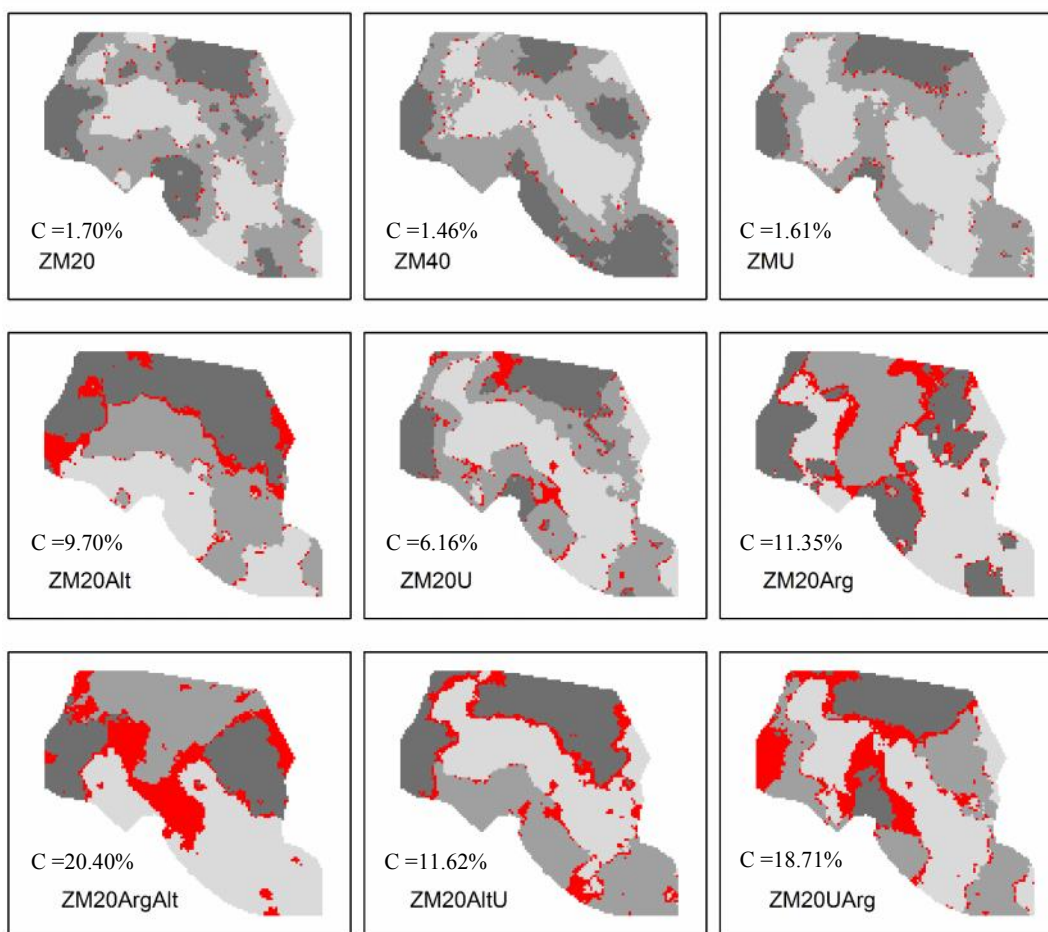 C =1.70%
ZM20
C =1.46%
ZM40
C =1.61%
ZMU
C =9.70%
ZM20Alt
C =6.16%
ZM20U
C =11.35%
ZM20Arg
C =20.40%
ZM20ArgAlt
C =11.62%
ZM20AltU
C =18.71%
ZM20UArg